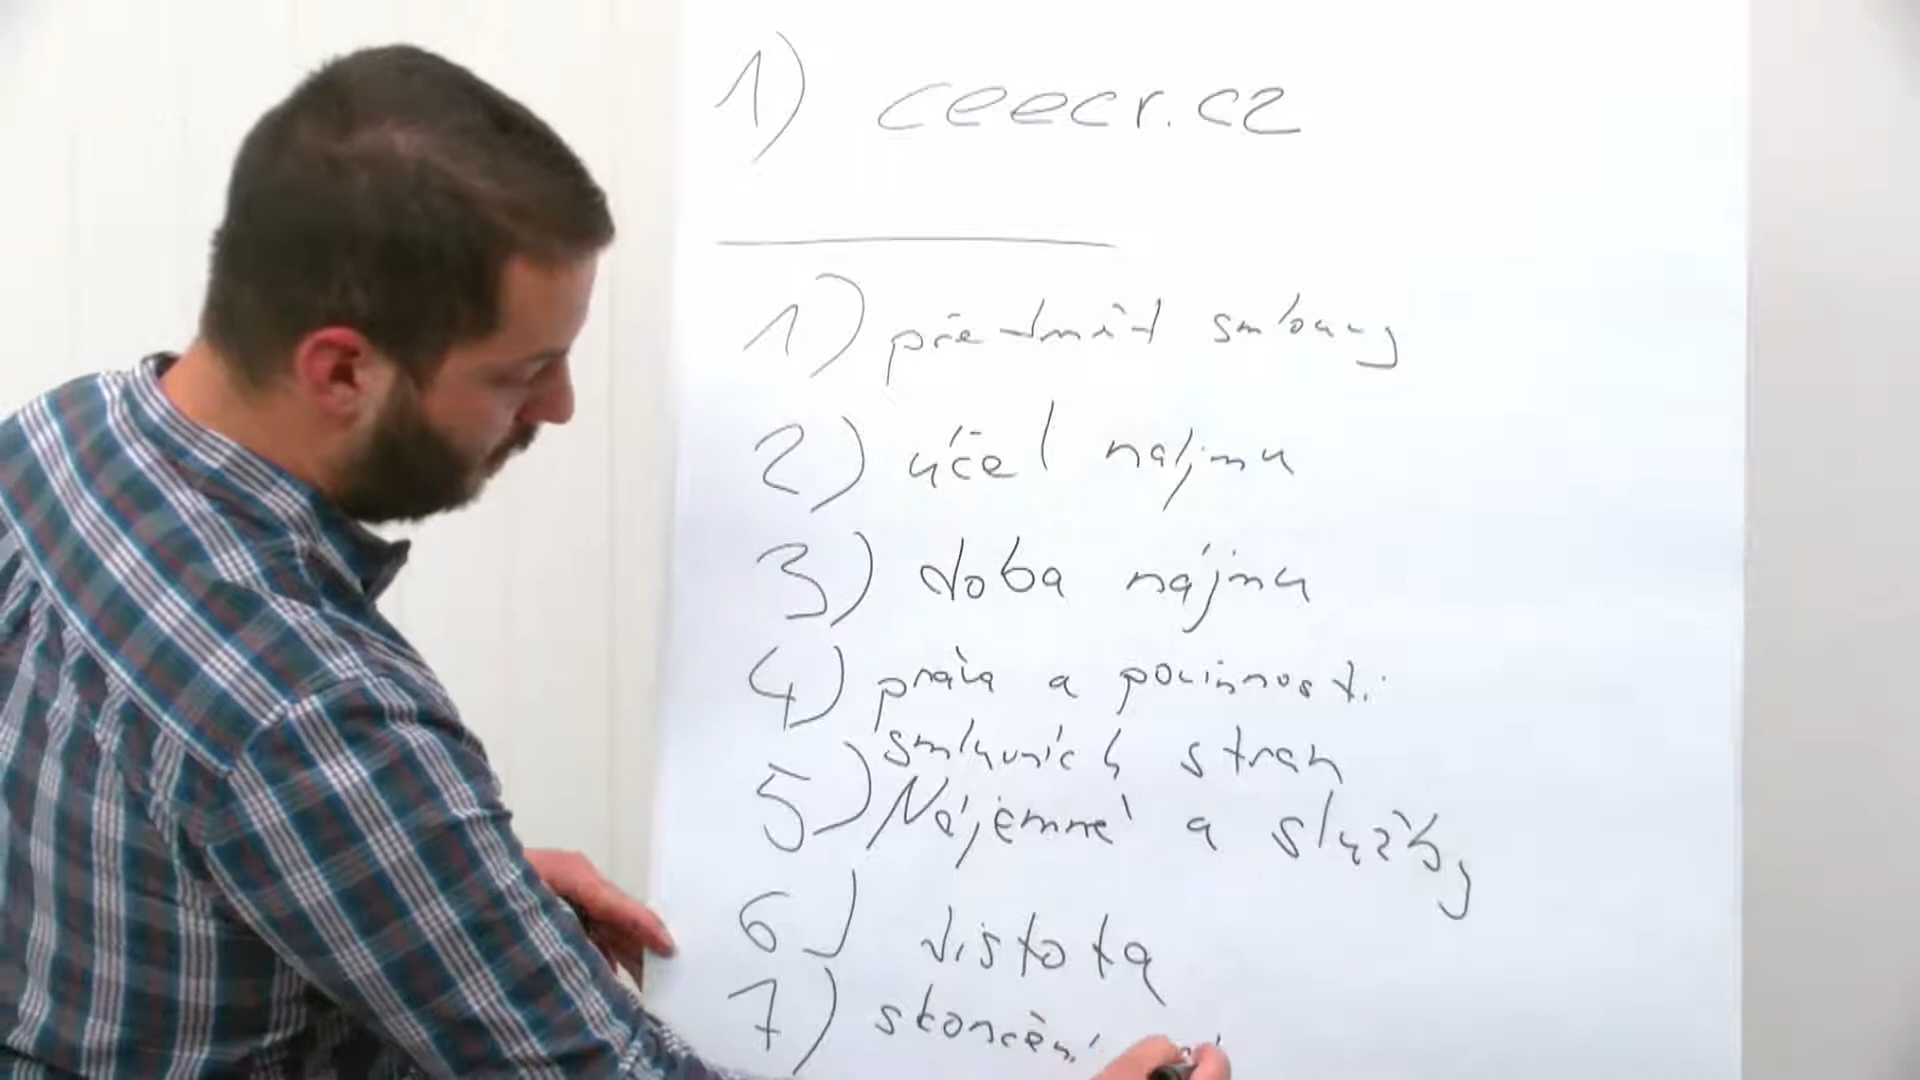 1) ceecr.cz
1) předmět smlouvy
2) účel nájmu
3) doba nájmu
4) práva a povinnosti
smluvních stran
5) Nájemné a služby
6) jistota
7) skončení